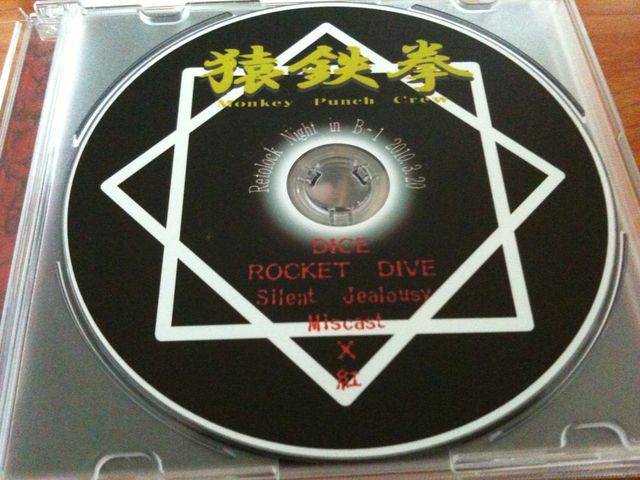 猿鉄拳
Monkey Punch Crew
Retolock Night in B-1 2010.3.20
DICE
ROCKET DIVE
Silent Jealousy
Miscast
X
紅